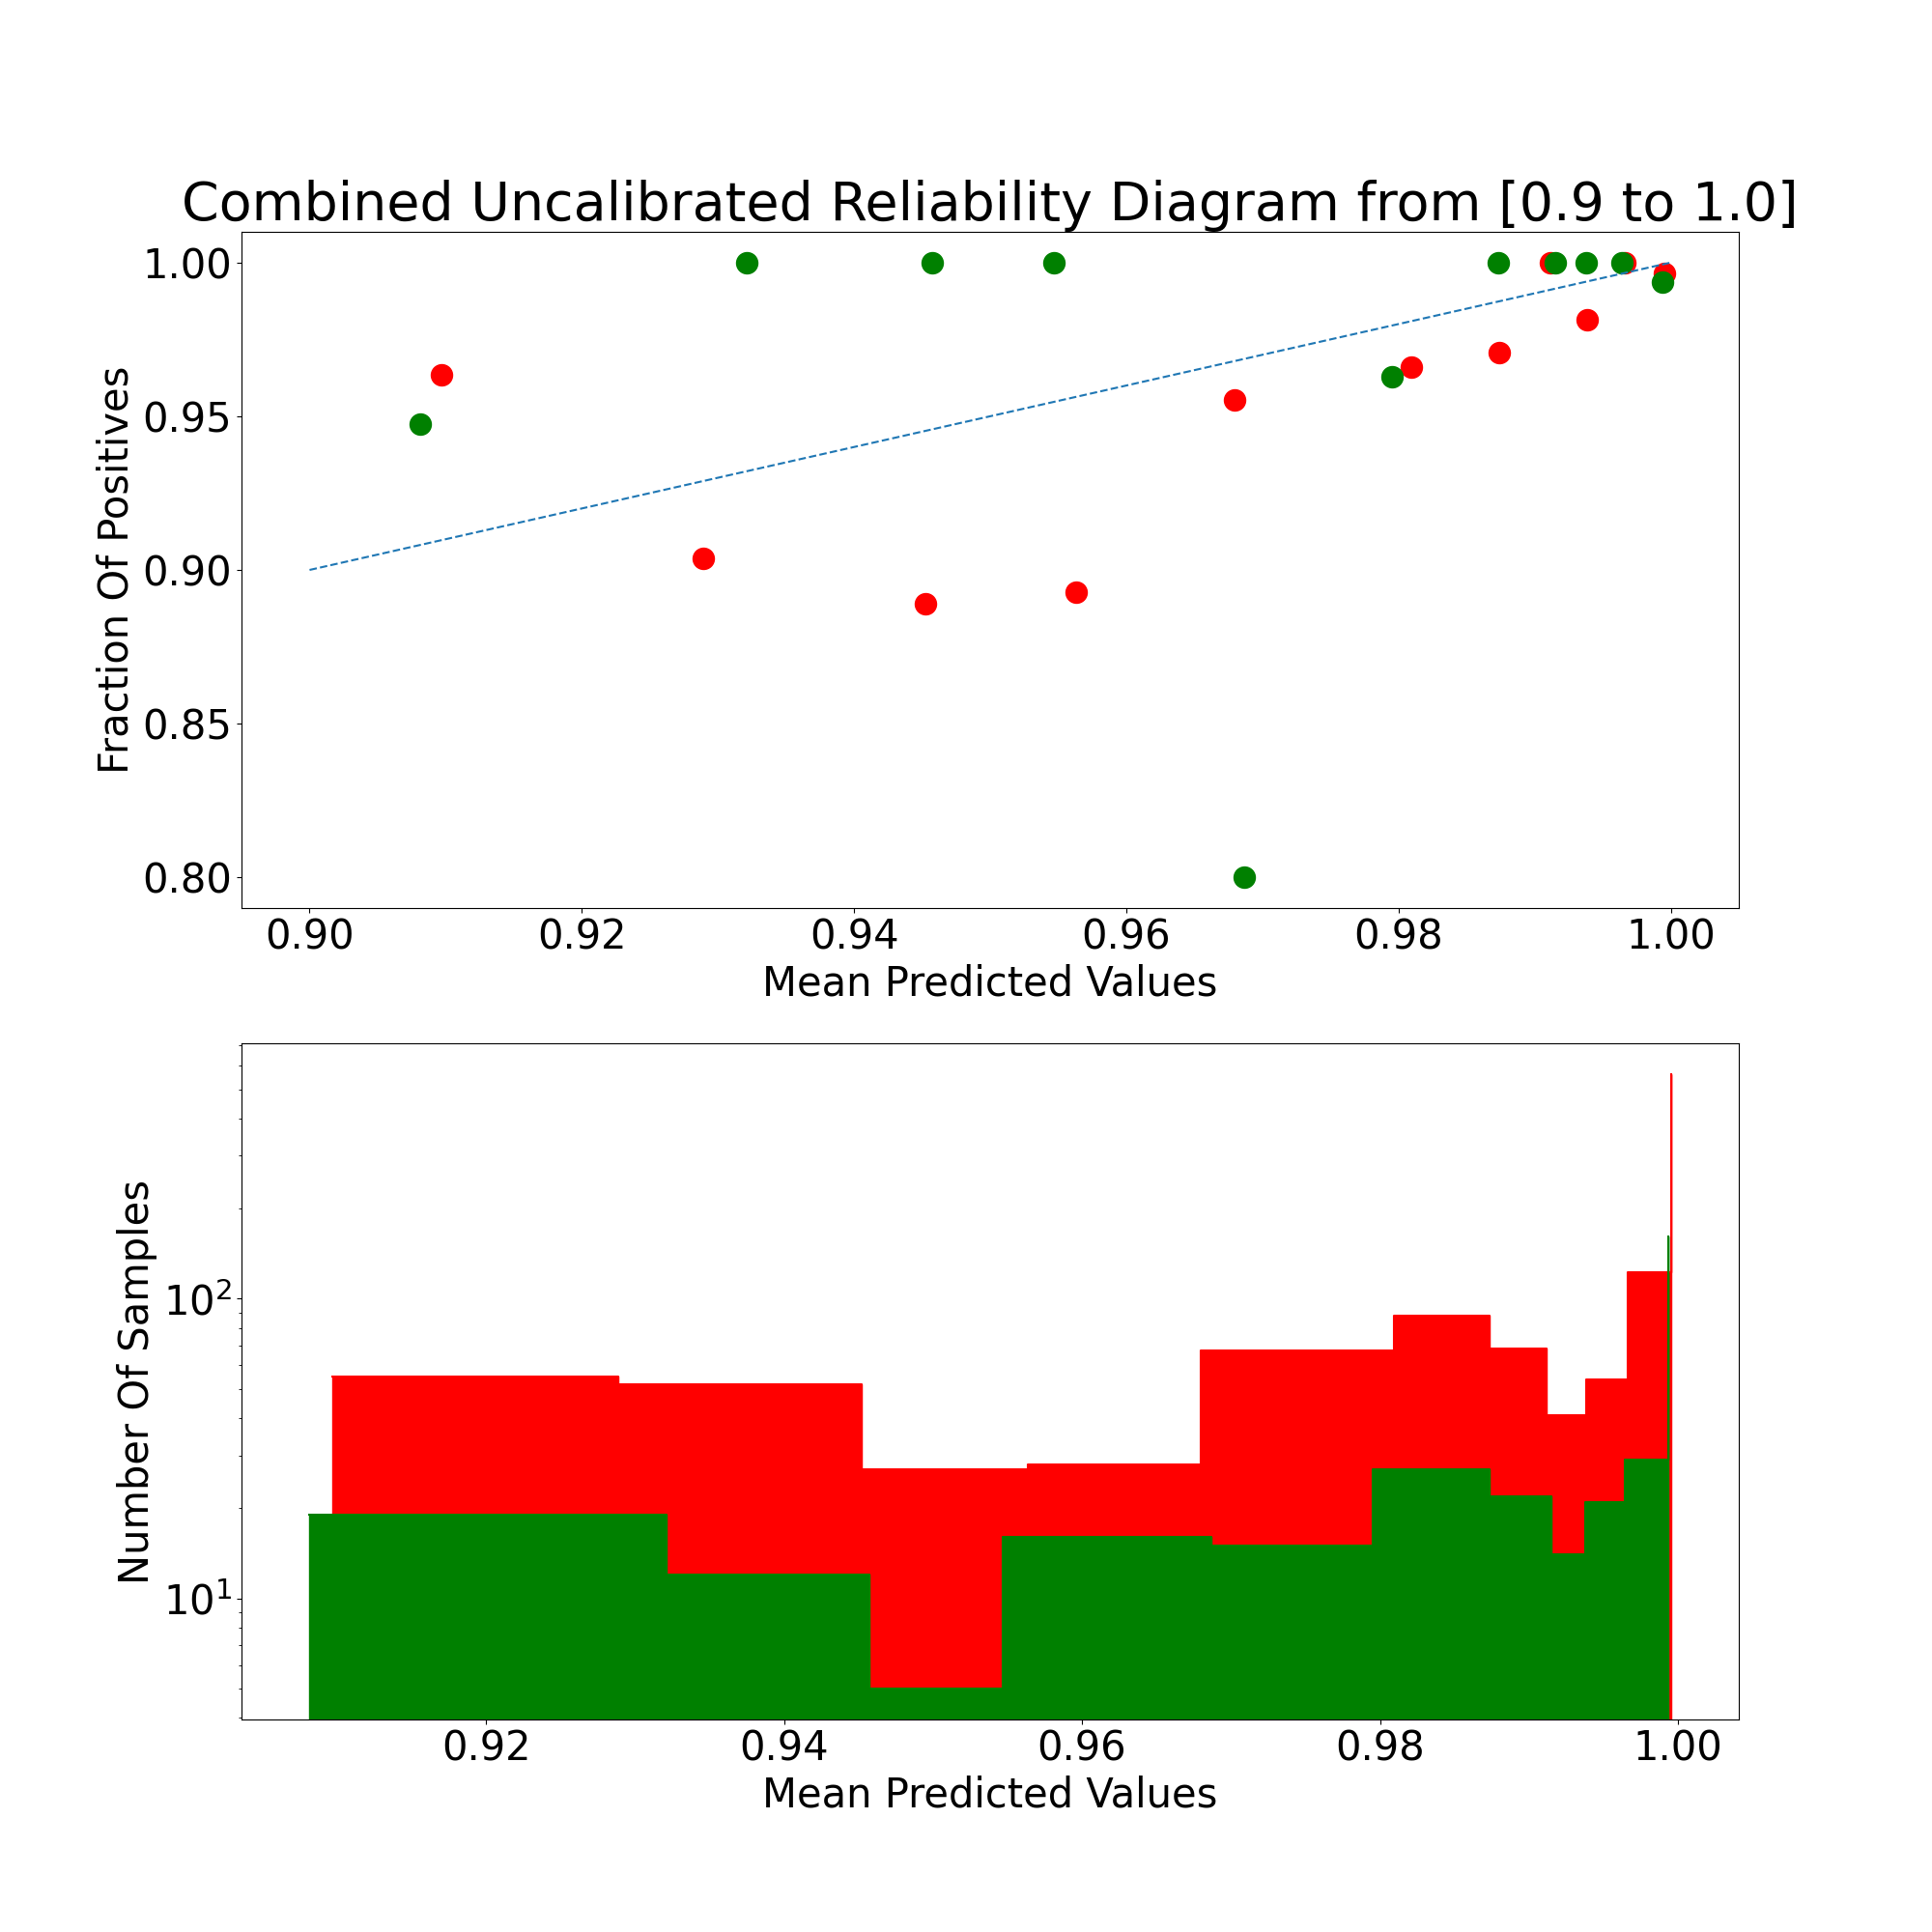 Combined Uncalibrated Reliability Diagram from [0.9 to 1.0]
Fraction Of Positives
1.00
0.95
0.90
0.85
0.80
0.90 0.92 0.94 0.96 0.98 1.00
Mean Predicted Values
Number Of Samples
10²
10¹
0.92 0.94 0.96 0.98 1.00
Mean Predicted Values